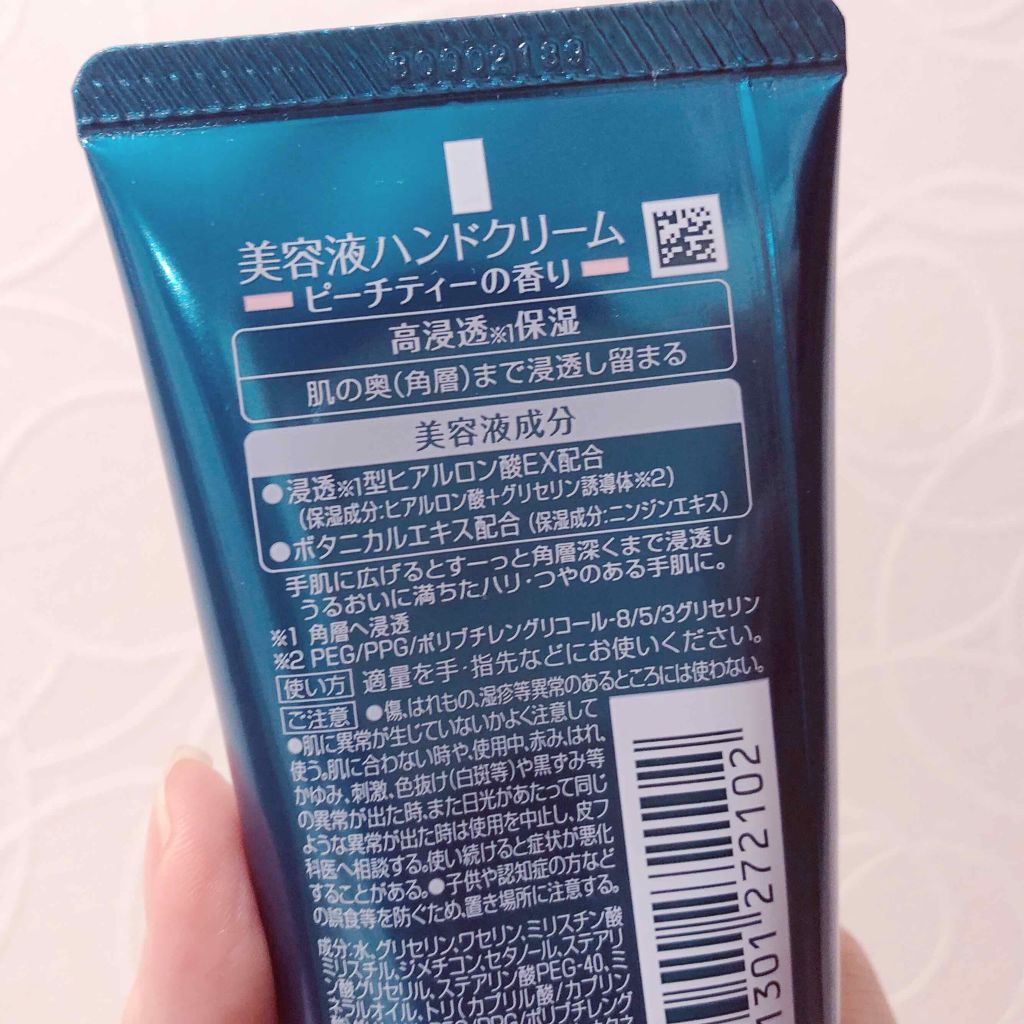 美容液ハンドクリーム
ピーチティーの香り
高浸透※1保湿
肌の奥(角層)まで浸透し留まる
美容液成分
●浸透※1型ヒアルロン酸EX配合
(保湿成分:ヒアルロン酸+グリセリン誘導体※2)
●ボタニカルエキス配合(保湿成分:ニンジンエキス)
手肌に広げるとすーっと角層深くまで浸透し
うるおいに満ちたハリ・つやのある手肌に。
※1 角層へ浸透
※2 PEG/PPG/ポリブチレングリコール-8/5/3グリセリン
使い方 適量を手・指先などにお使いください。
ご注意 ●傷、はれもの、湿疹等異常のあるところには使わない。
●肌に異常が生じていないかよく注意して
使う。肌に合わない時や、使用中、赤み、はれ、
かゆみ、刺激、色抜け(白斑等)や黒ずみ等
の異常が出た時、また日光があたって同じ
ような異常が出た時は使用を中止し、皮フ
科医へ相談する。使い続けると症状が悪化
することがある。●子供や認知症の方など
の誤食等を防ぐため、置き場所に注意する。
成分:水、グリセリン、ワセリン、ミリスチン酸
ミリスチル、ジメチコン、セタノール、ステアリ
ン酸グリセリル、ステアリン酸PEG-40、ミ
ネラルオイル、トリ(カプリル酸/カプリン
PEG/PPG/ポリブチレング
1301 272102